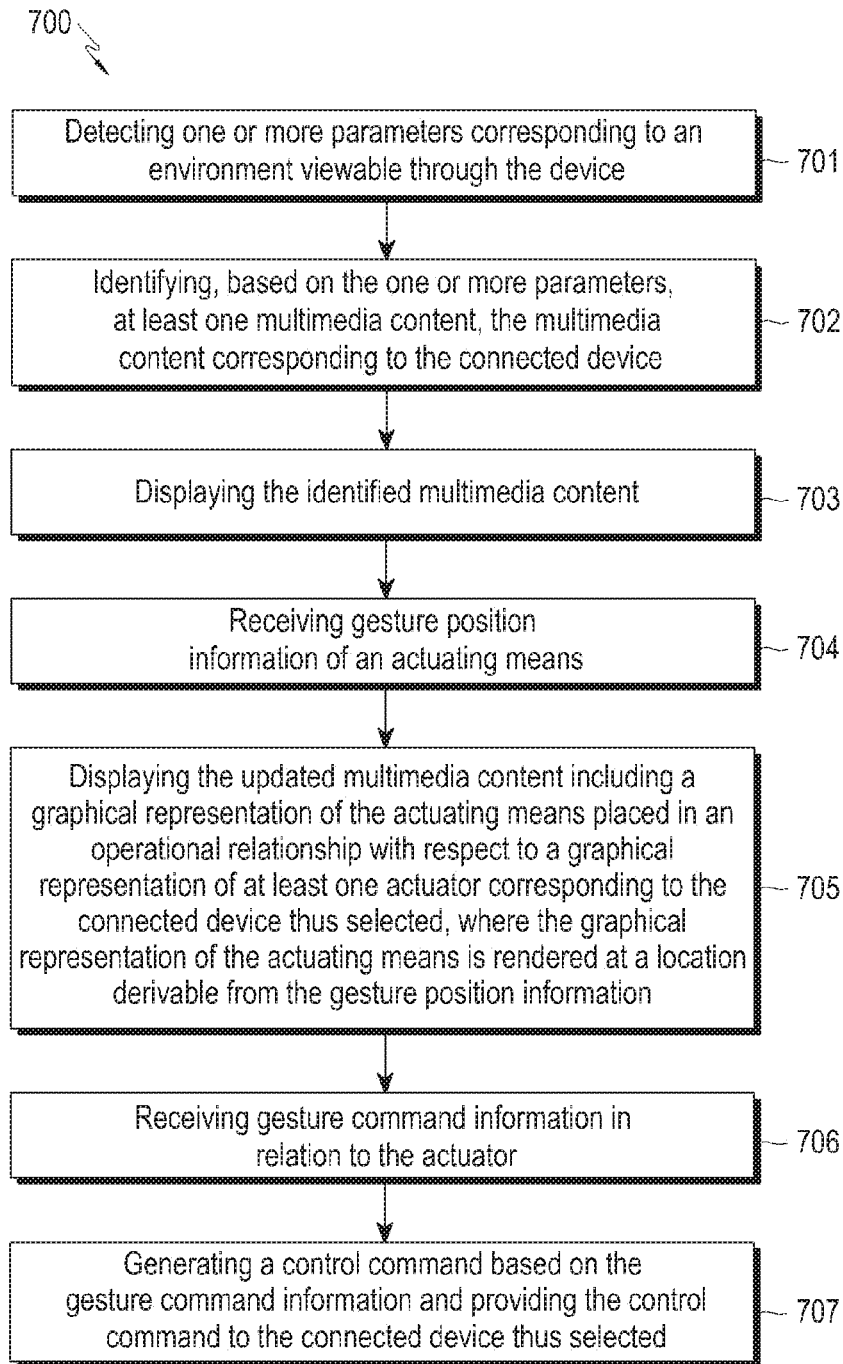 700
Detecting one or more parameters corresponding to an
environment viewable through the device
701
Identifying, based on the one or more parameters,
at least one multimedia content, the multimedia
content corresponding to the connected device
702
Displaying the identified multimedia content
703
Receiving gesture position
information of an actuating means
704
Displaying the updated multimedia content including a
graphical representation of the actuating means placed in an
operational relationship with respect to a graphical
representation of at least one actuator corresponding to the
connected device thus selected, where the graphical
representation of the actuating means is rendered at a location
derivable from the gesture position information
705
Receiving gesture command information in
relation to the actuator
706
Generating a control command based on the
gesture command information and providing the control
command to the connected device thus selected
707